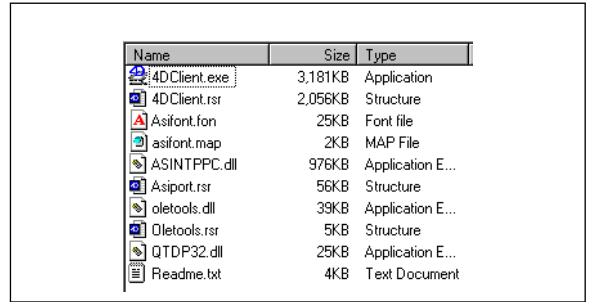 Name Size Type
4DClient.exe 3,181KB Application
4DClient.rsr 2,056KB Structure
Asifont.fon 25KB Font file
asifont.map 2KB MAP File
ASINTPPC.dll 976KB Application E...
Asiport.rsr 56KB Structure
oletools.dll 39KB Application E...
Oletools.rsr 5KB Structure
QTDP32.dll 25KB Application E...
Readme.txt 4KB Text Document